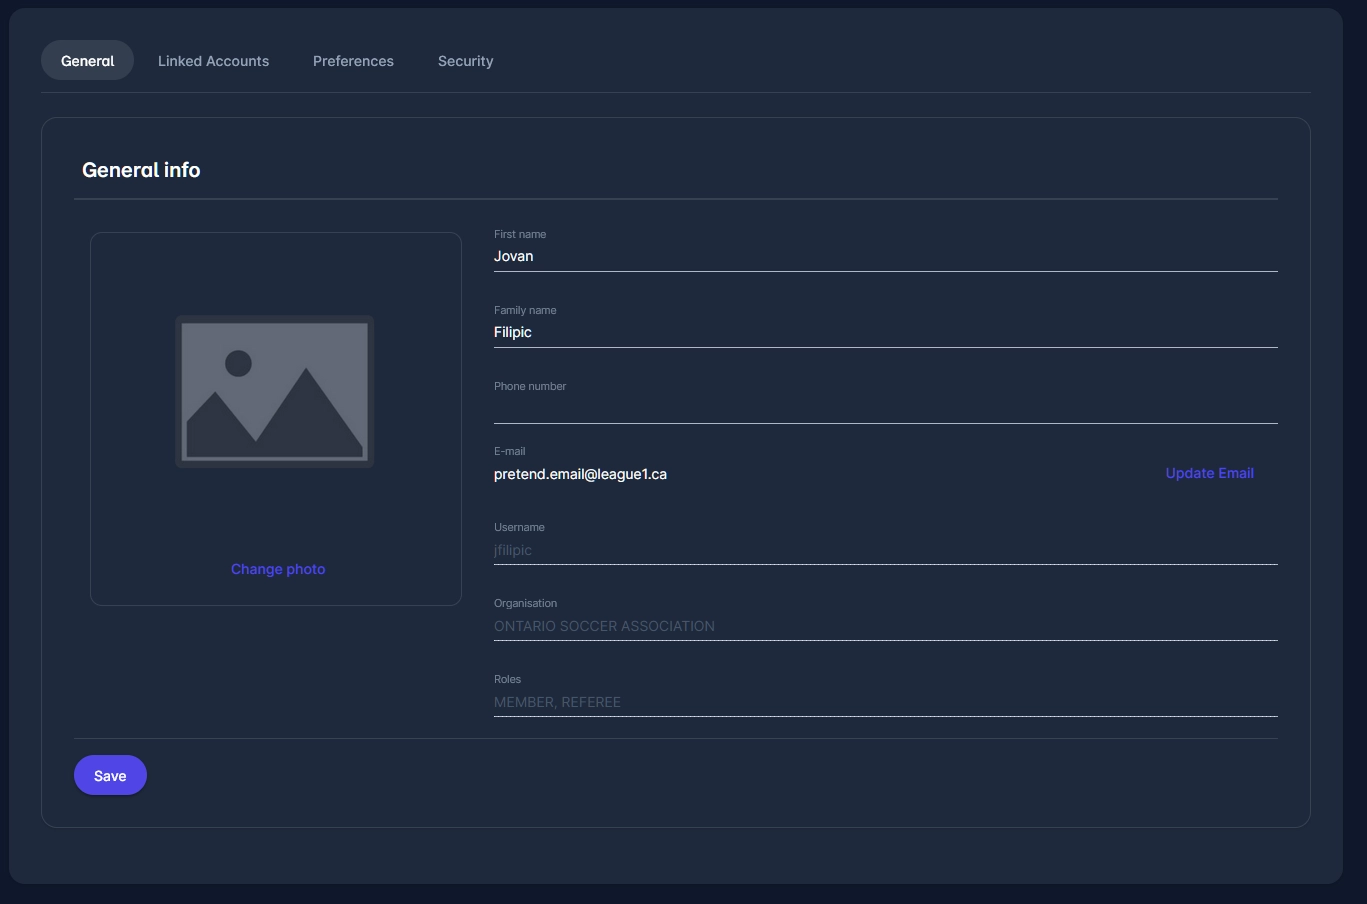 General
Linked Accounts
Preferences
Security
General info
First name
Jovan
Family name
Filipic
Phone number
E-mail
pretend.email@league1.ca
Update Email
Username
jfilipic
Change photo
Organisation
ONTARIO SOCCER ASSOCIATION
Roles
MEMBER, REFEREE
Save